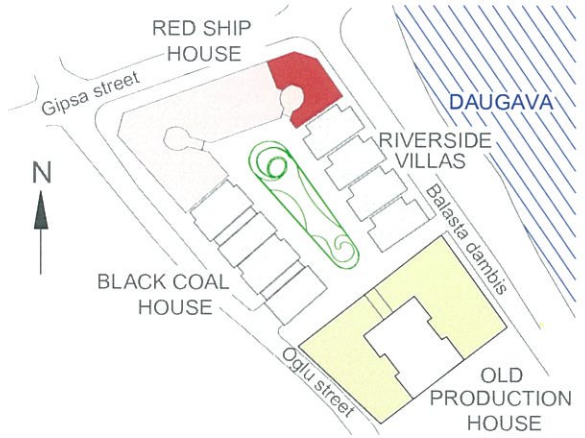 RED SHIP
HOUSE
Gipsa street
DAUGAVA
RIVERSIDE
VILLAS
N
Balasta dambis
BLACK COAL
HOUSE
Oglu street
OLD
PRODUCTION
HOUSE